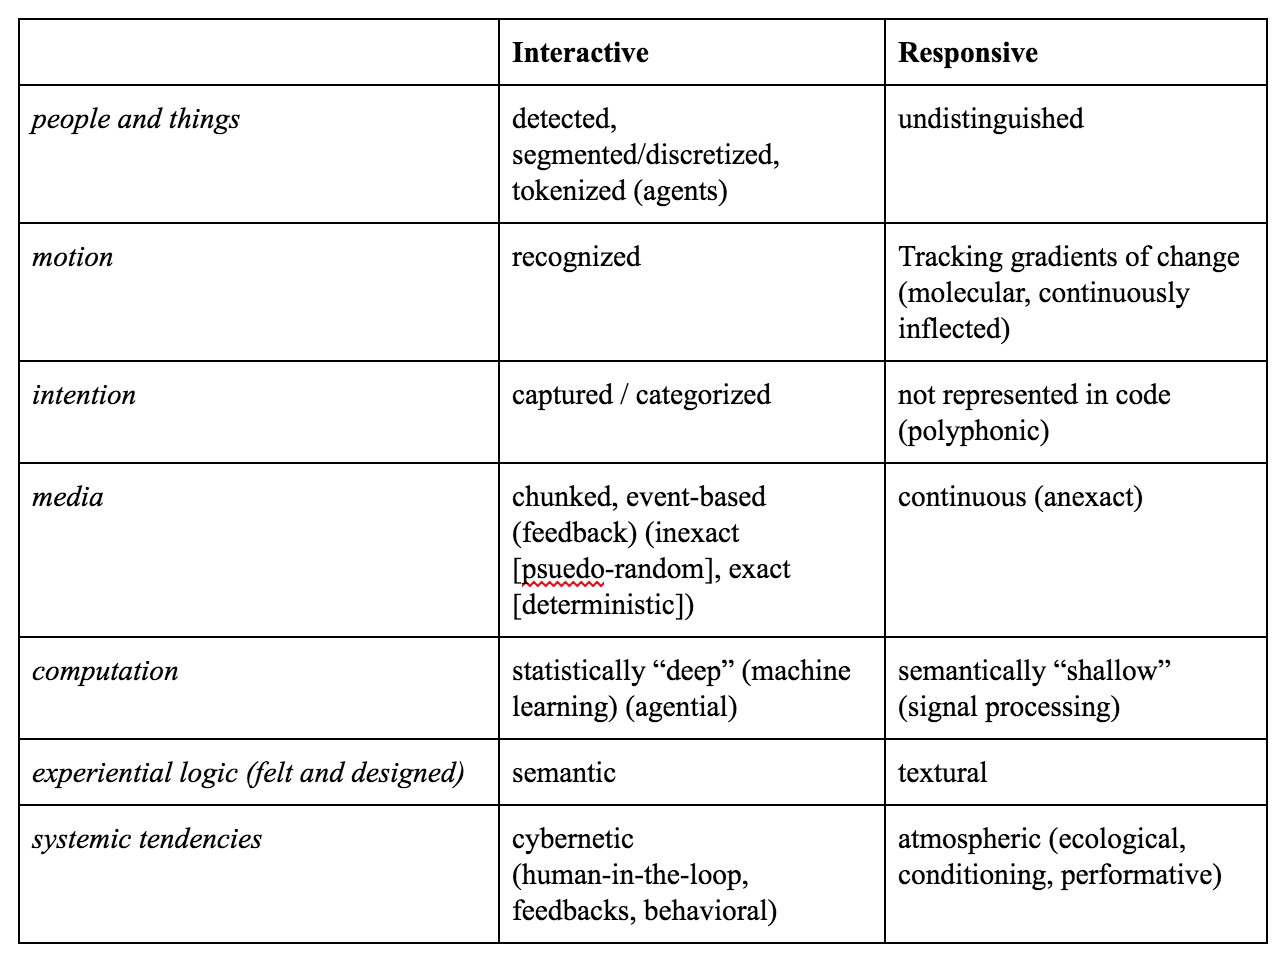 Interactive
Responsive
people and things
detected,
segmented/discretized,
tokenized (agents)
undistinguished
motion
recognized
Tracking gradients of change
(molecular, continuously
inflected)
intention
captured / categorized
not represented in code
(polyphonic)
media
chunked, event-based
(feedback) (inexact
[psuedo-random], exact
[deterministic])
continuous (anexact)
computation
statistically “deep” (machine
learning) (agential)
semantically “shallow”
(signal processing)
experiential logic (felt and designed)
semantic
textural
systemic tendencies
cybernetic
(human-in-the-loop,
feedbacks, behavioral)
atmospheric (ecological,
conditioning, performative)